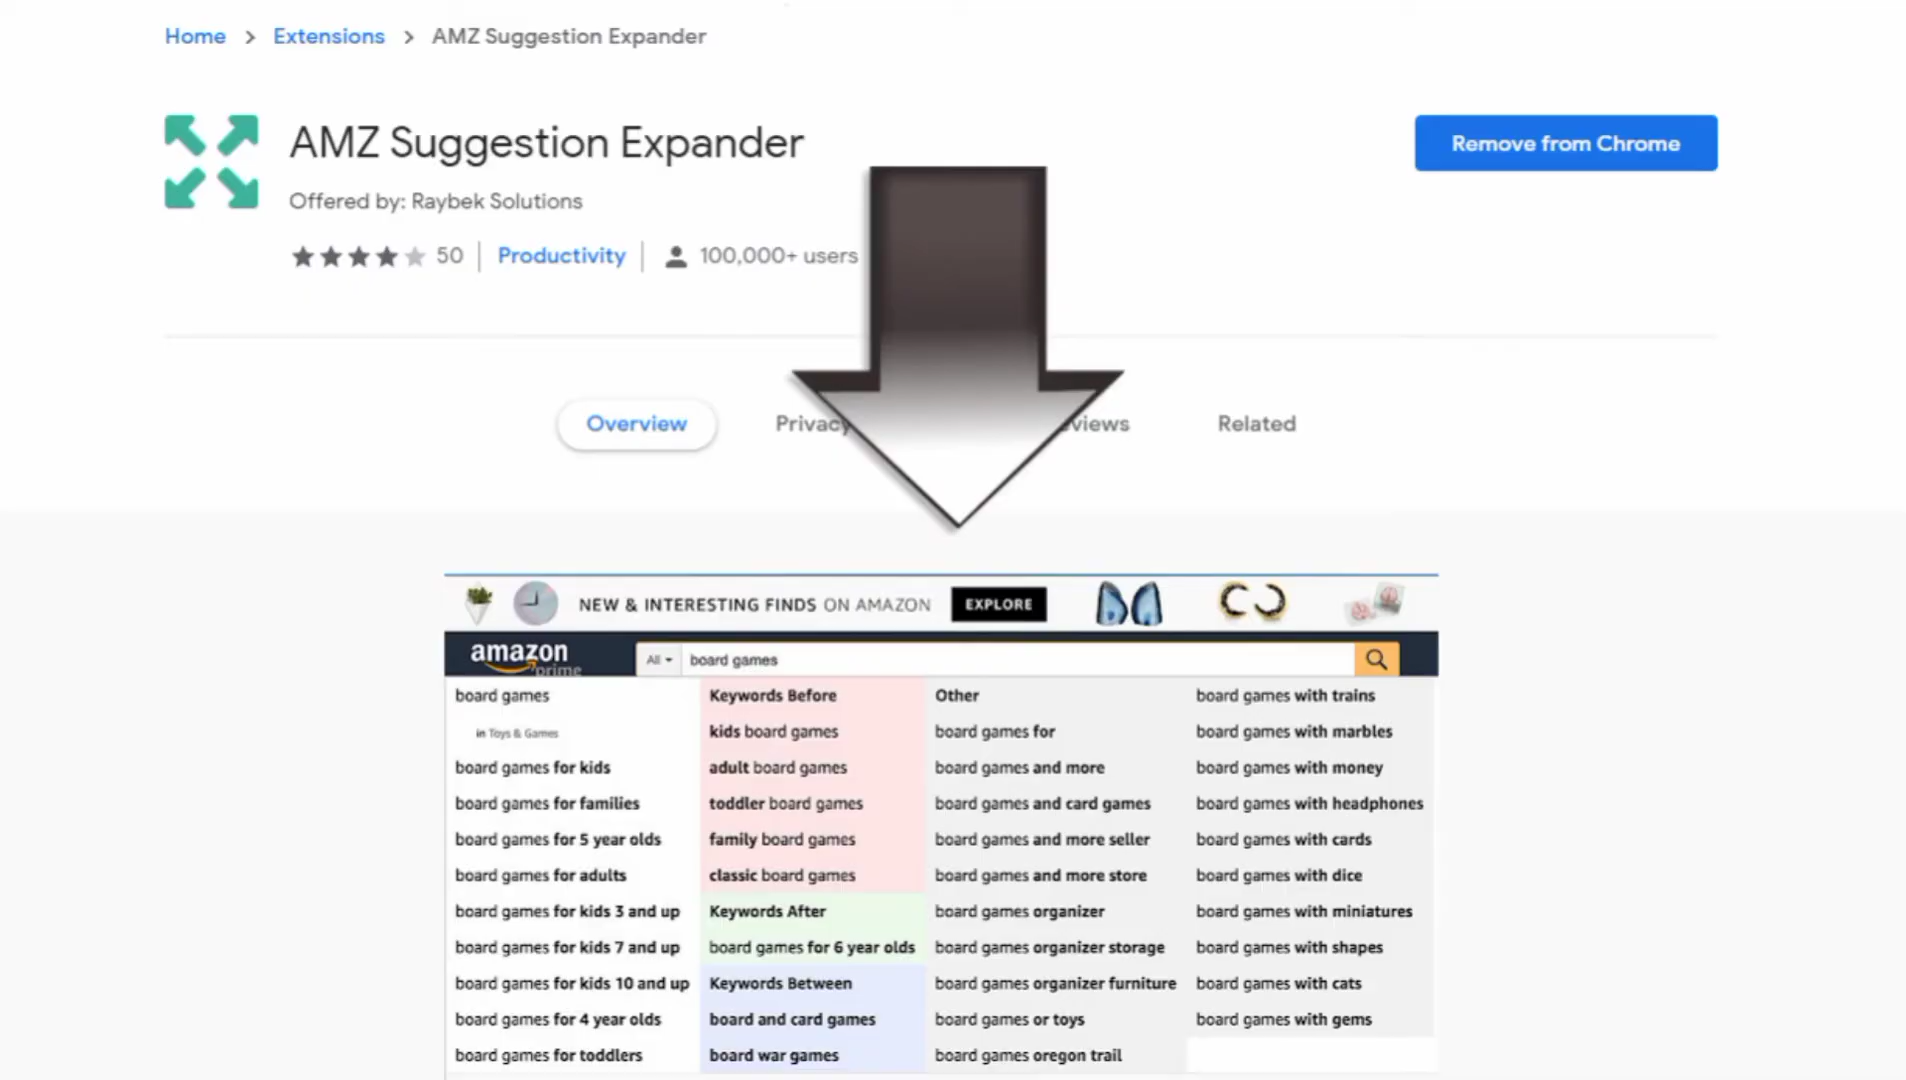 Home > Extensions > AMZ Suggestion Expander
AMZ Suggestion Expander
Remove from Chrome
Offered by: Raybek Solutions
50 | Productivity | 100,000+ users
Overview
Privacy
views
Related
NEW & INTERESTING FINDS ON AMAZON EXPLORE
amazon
prime
All board games
board games
in Toys & Games
board games for kids
board games for families
board games for 5 year olds
board games for adults
board games for kids 3 and up
board games for kids 7 and up
board games for kids 10 and up
board games for 4 year olds
board games for toddlers
Keywords Before
kids board games
adult board games
toddler board games
family board games
classic board games
Keywords After
board games for 6 year olds
Keywords Between
board and card games
board war games
Other
board games for
board games and more
board games and card games
board games and more seller
board games and more store
board games organizer
board games organizer storage
board games organizer furniture
board games or toys
board games oregon trail
board games with trains
board games with marbles
board games with money
board games with headphones
board games with cards
board games with dice
board games with miniatures
board games with shapes
board games with cats
board games with gems